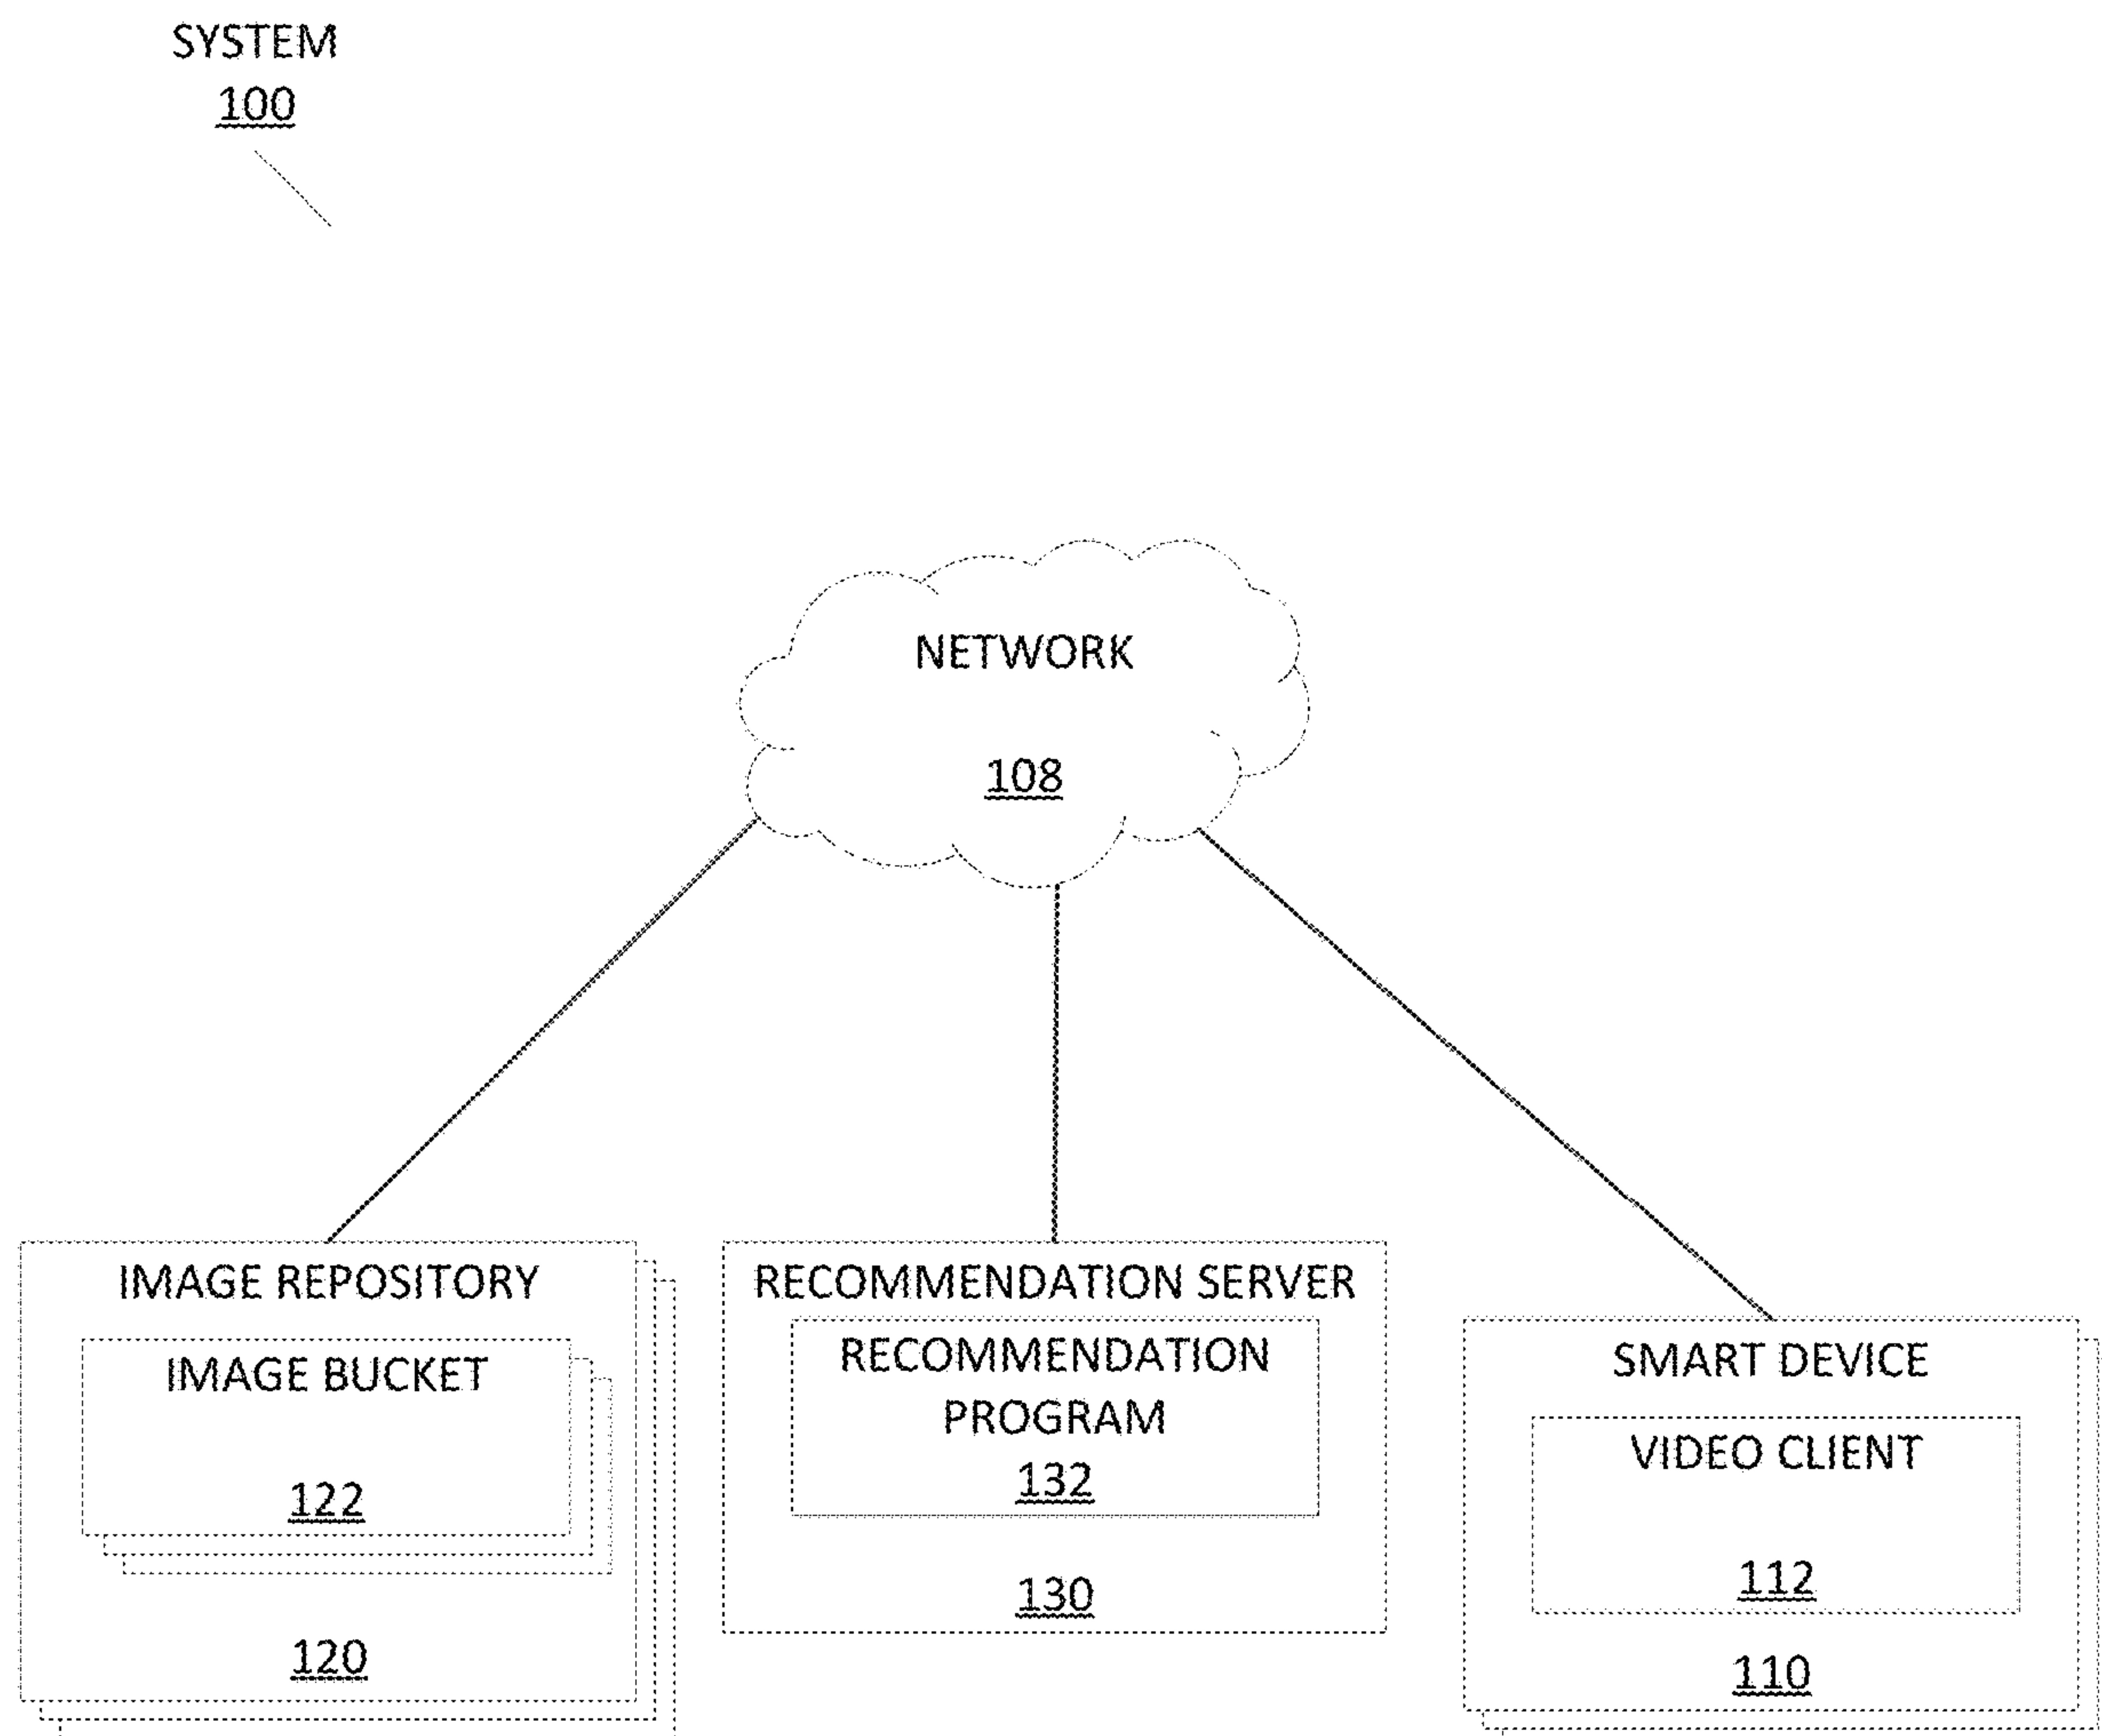 SYSTEM
100
NETWORK
108
IMAGE REPOSITORY
IMAGE BUCKET
122
120
RECOMMENDATION SERVER
RECOMMENDATION
PROGRAM
132
130
SMART DEVICE
VIDEO CLIENT
112
110